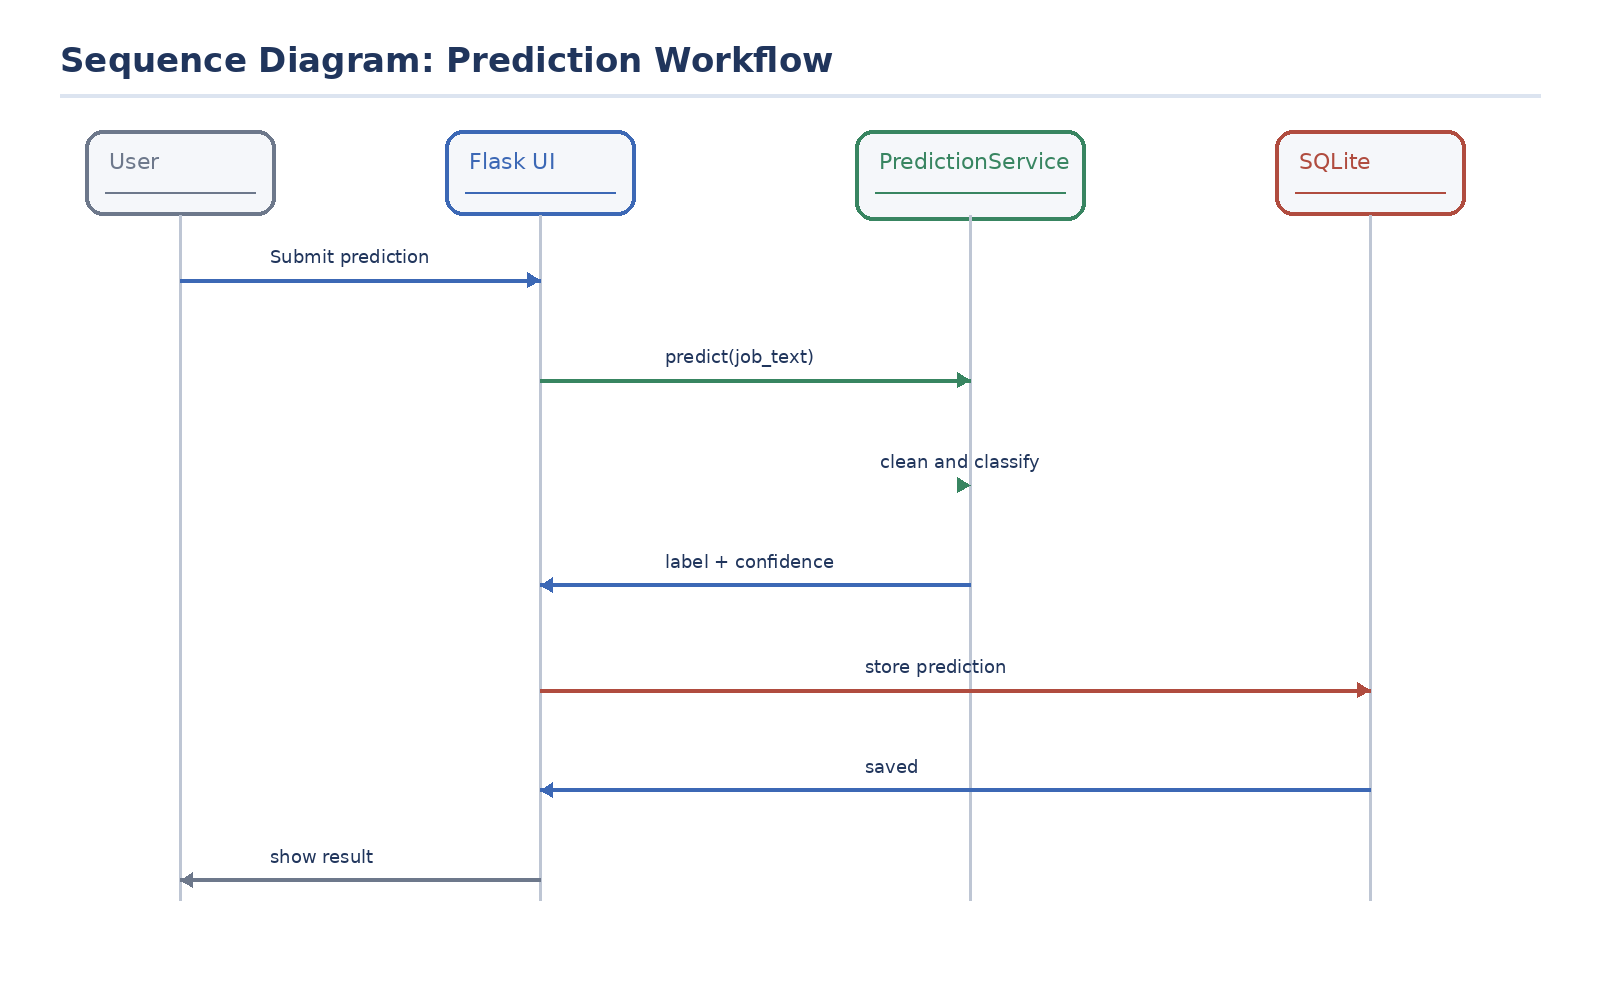 Sequence Diagram: Prediction Workflow
User
Flask UI
PredictionService
SQLite
Submit prediction
predict(job_text)
clean and classify
label + confidence
store prediction
saved
show result